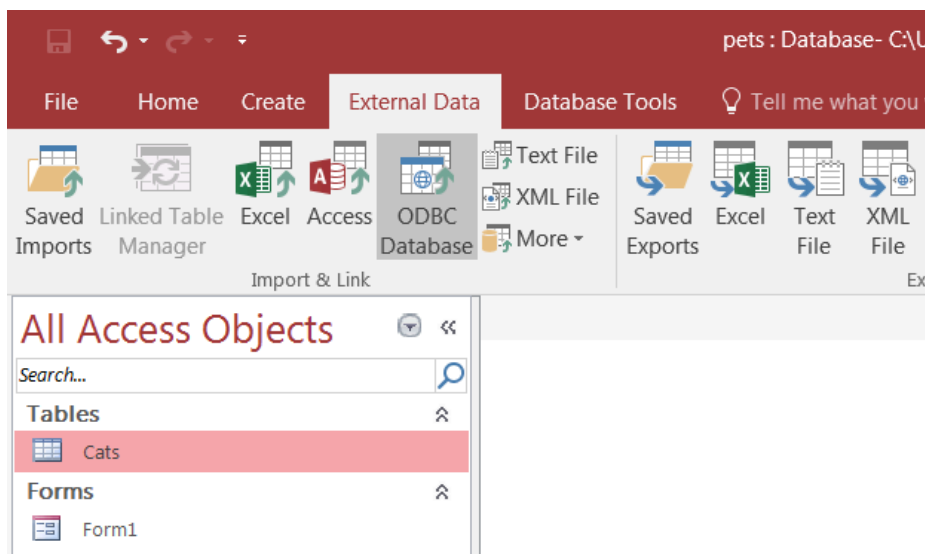 pets : Database- C:\U
File Home Create External Data Database Tools Tell me what you
Saved Imports
Linked Table Manager
Excel
Access
ODBC Database
Text File
XML File
More
Saved Exports
Excel
Text File
XML File
Import & Link
Ex
All Access Objects
Search...
Tables
Cats
Forms
Form1